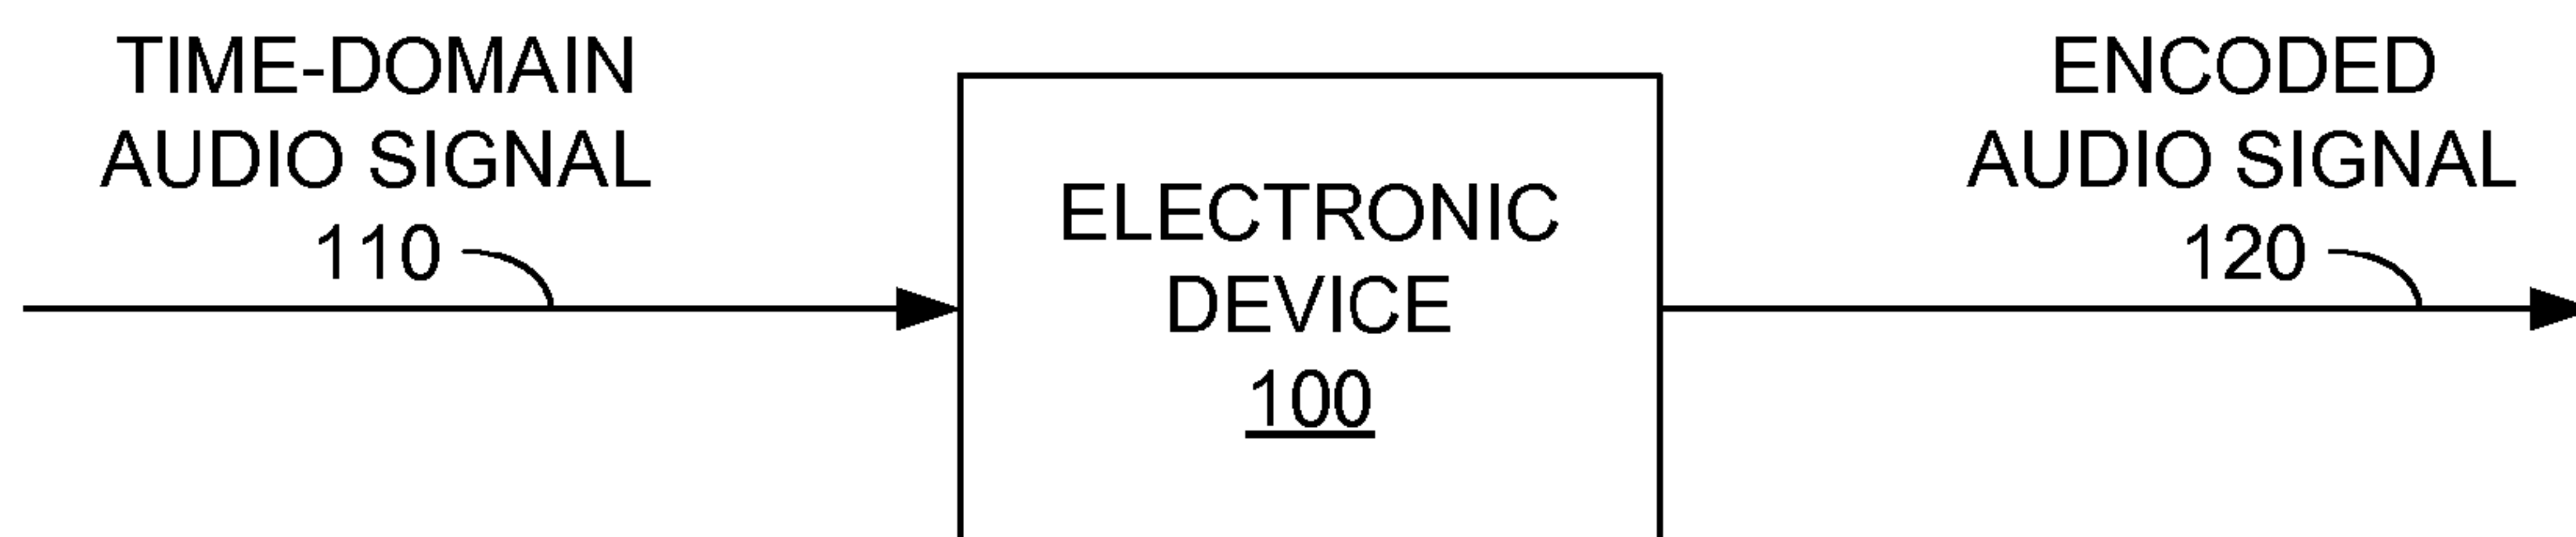 TIME-DOMAIN
AUDIO SIGNAL
110
ELECTRONIC
DEVICE
100
ENCODED
AUDIO SIGNAL
120